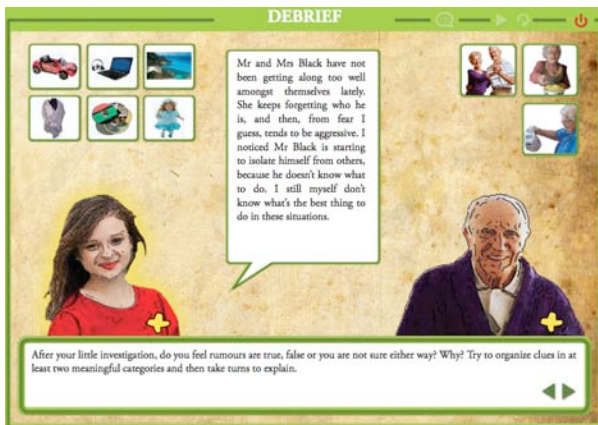 DEBRIEF
Mr and Mrs Black have not
been getting along too well
amongst themselves lately.
She keeps forgetting who he
is, and then, from fear I
guess, tends to be aggressive. I
noticed Mr Black is starting
to isolate himself from others,
because he doesn't know what
to do. I still myself don't
know what's the best thing to
do in these situations.
After your little investigation, do you feel rumours are true, false or you are not sure either way? Why? Try to organize clues in at
least two meaningful categories and then take turns to explain.